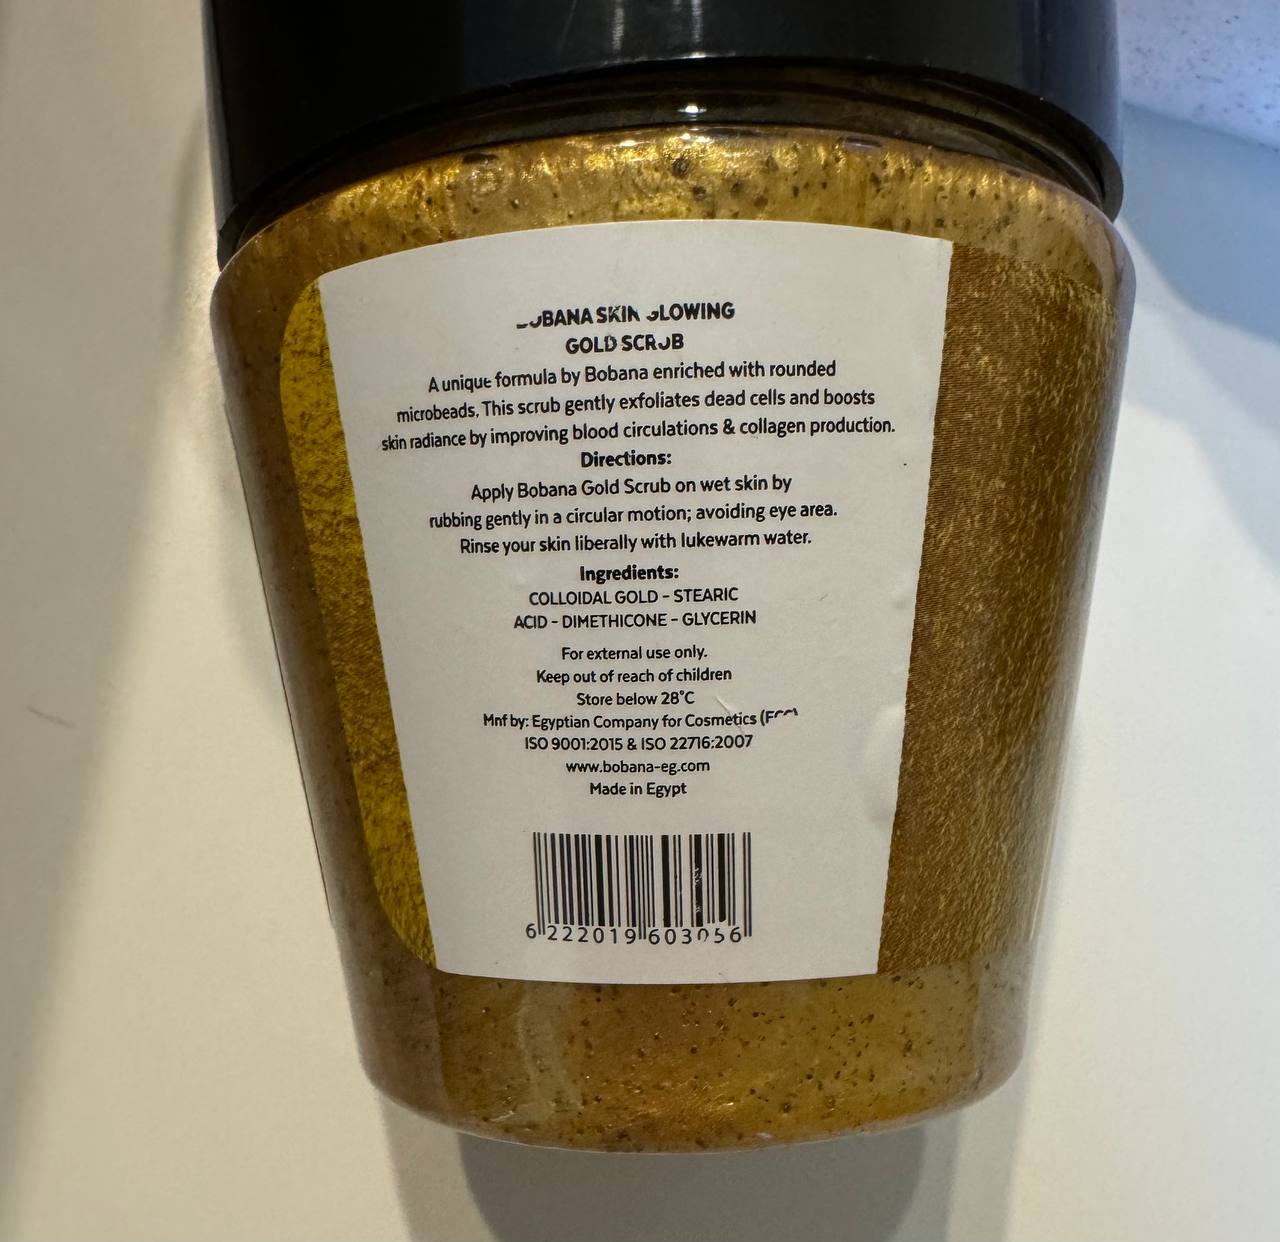 SKIN GLOWING
GOLD SCRUB
A unique formula by Bobana enriched with rounded
microbeads. This scrub gently exfoliates dead cells and boosts
skin radiance by improving blood circulations & collagen production.
Directions:
Apply Bobana Gold Scrub on wet skin by
rubbing gently in a circular motion; avoiding eye area.
Rinse your skin liberally with lukewarm water.
Ingredients:
COLLOIDAL GOLD - STEARIC
ACID - DIMETHICONE - GLYCERIN
For external use only.
Keep out of reach of children
Store below 28°C
Mnf by: Egyptian Company for Cosmetics
ISO 9001:2015 & ISO 22716:2007
www.bobana-eg.com
Made in Egypt
6 222019 603056